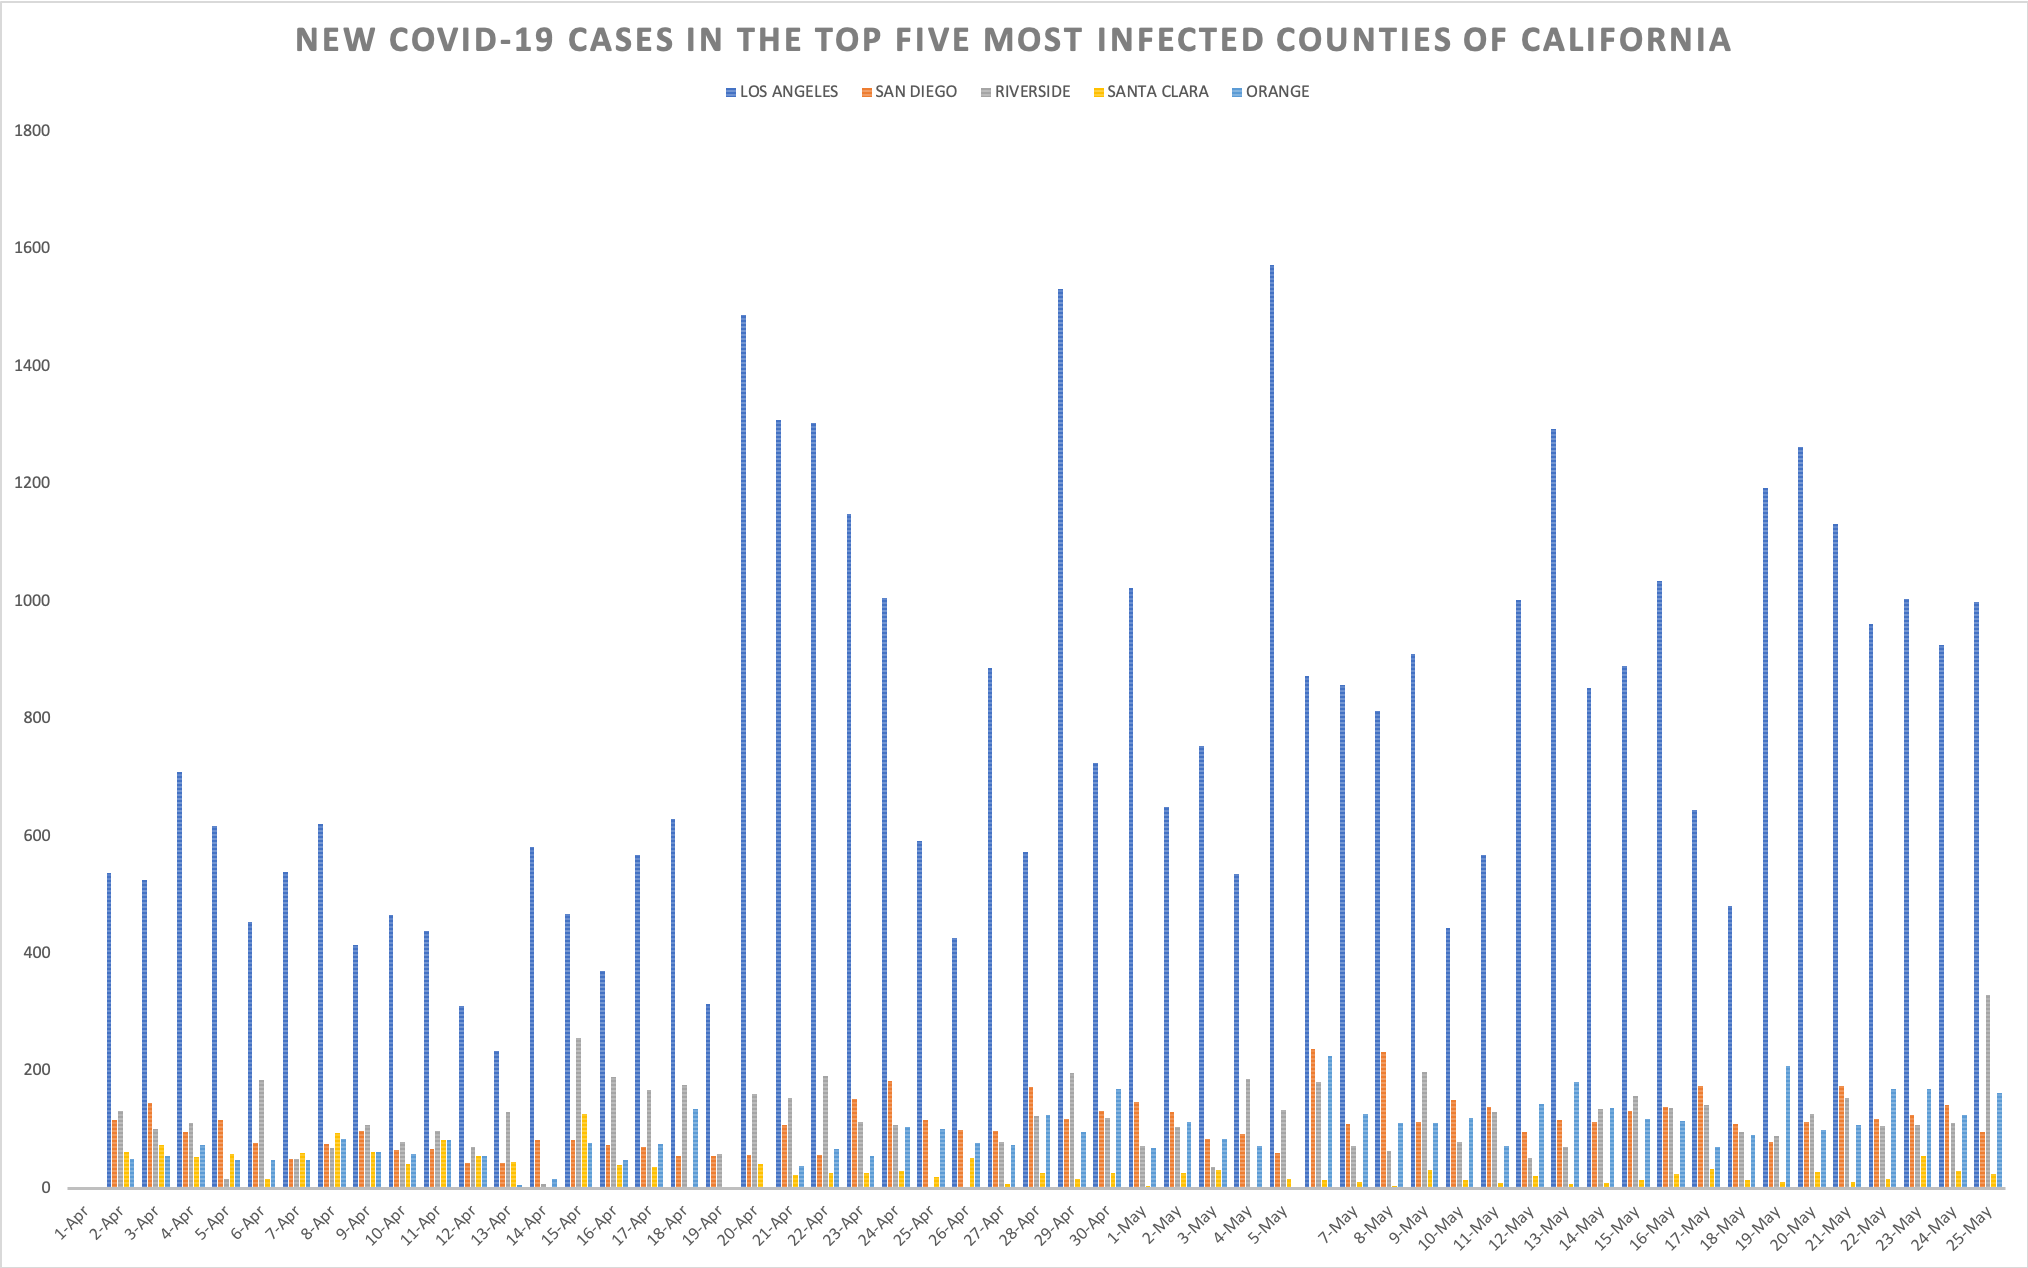 NEW COVID-19 CASES IN THE TOP FIVE MOST INFECTED COUNTIES OF CALIFORNIA
LOS ANGELES SAN DIEGO RIVERSIDE SANTA CLARA ORANGE
1800
1600
1400
1200
1000
800
600
400
200
0
1-Apr
2-Apr
3-Apr
4-Apr
5-Apr
6-Apr
7-Apr
8-Apr
9-Apr
10-Apr
11-Apr
12-Apr
13-Apr
14-Apr
15-Apr
16-Apr
17-Apr
18-Apr
19-Apr
20-Apr
21-Apr
22-Apr
23-Apr
24-Apr
25-Apr
26-Apr
27-Apr
28-Apr
29-Apr
30-Apr
1-May
2-May
3-May
4-May
5-May
7-May
8-May
9-May
10-May
11-May
12-May
13-May
14-May
15-May
16-May
17-May
18-May
19-May
20-May
21-May
22-May
23-May
24-May
25-May